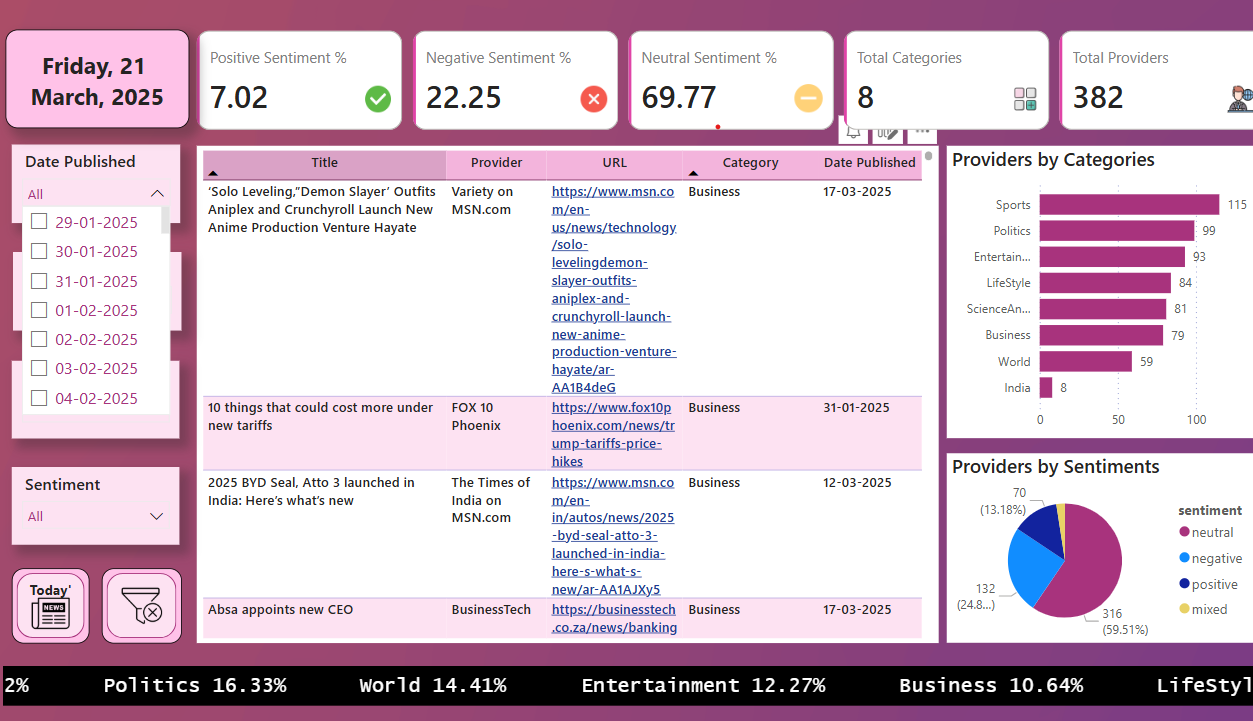 Friday, 21
March, 2025
Positive Sentiment %
7.02
Negative Sentiment %
22.25
Neutral Sentiment %
69.77
Total Categories
8
Total Providers
382
Date Published
All
29-01-2025
30-01-2025
31-01-2025
01-02-2025
02-02-2025
03-02-2025
04-02-2025
Sentiment
All
Today'
NEWS
Title Provider URL Category Date Published
‘Solo Leveling,’‘Demon Slayer’ Outfits
Aniplex and Crunchyroll Launch New
Anime Production Venture Hayate
Variety on
MSN.com
https://www.msn.co
m/en-
us/news/technology
/solo-
levelingdemon-
slayer-outfits-
aniplex-and-
crunchyroll-launch-
new-anime-
production-venture-
hayate/ar-
AA1B4deG
Business
17-03-2025
10 things that could cost more under
new tariffs
FOX 10
Phoenix
https://www.fox10p
hoenix.com/news/tr
ump-tariffs-price-
hikes
Business
31-01-2025
2025 BYD Seal, Atto 3 launched in
India: Here’s what’s new
The Times of
India on
MSN.com
https://www.msn.co
m/en-
in/autos/news/2025
-byd-seal-atto-3-
launched-in-india-
here-s-what-s-
new/ar-AA1AJXy5
Business
12-03-2025
Absa appoints new CEO
BusinessTech
https://businesstech
.co.za/news/banking
Business
17-03-2025
Providers by Categories
Sports 115
Politics 99
Entertain... 93
LifeStyle 84
ScienceAn... 81
Business 79
World 59
India 8
0 50 100
Providers by Sentiments
70
(13.18%)
132
(24.8...)
316
(59.51%)
sentiment
neutral
negative
positive
mixed
2% Politics 16.33% World 14.41% Entertainment 12.27% Business 10.64% LifeStyl